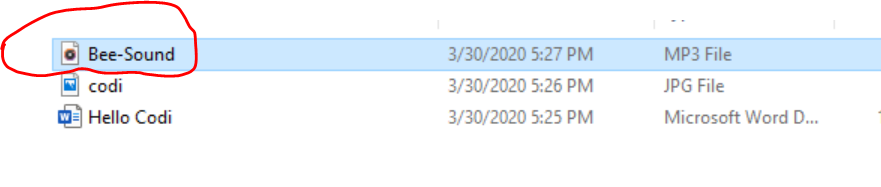 Bee-Sound 3/30/2020 5:27 PM MP3 File
codi 3/30/2020 5:26 PM JPG File
Hello Codi 3/30/2020 5:25 PM Microsoft Word D...